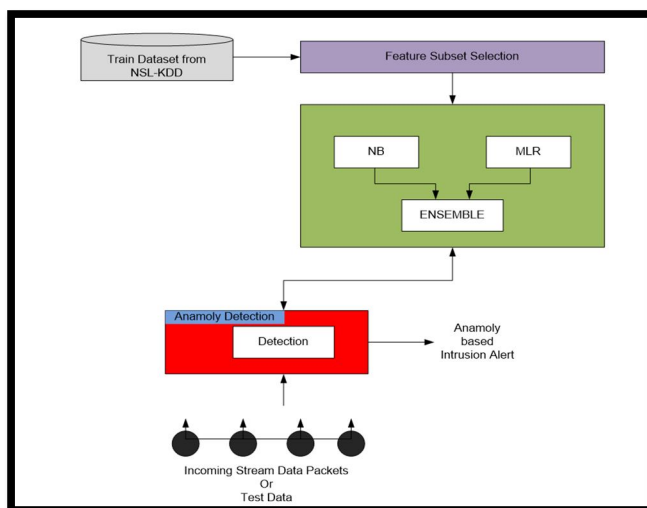 Train Dataset from
NSL-KDD
Feature Subset Selection
NB
MLR
ENSEMBLE
Anamoly Detection
Detection
Anamoly
based
Intrusion Alert
Incoming Stream Data Packets
Or
Test Data